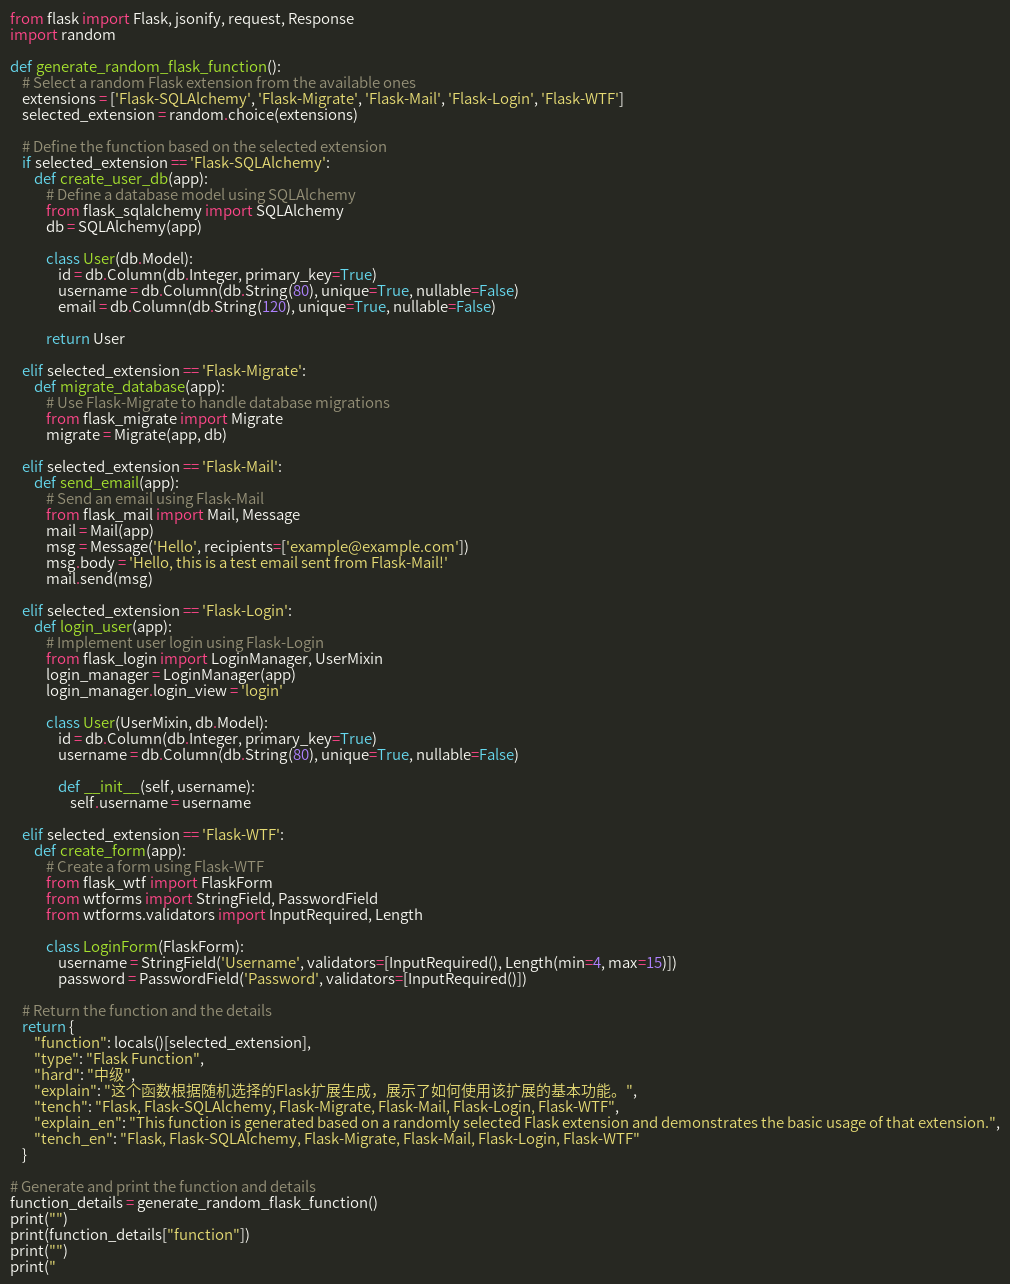 from flask import Flask, jsonify, request, Response
import random

def generate_random_flask_function():
    # Select a random Flask extension from the available ones
    extensions = ['Flask-SQLAlchemy', 'Flask-Migrate', 'Flask-Mail', 'Flask-Login', 'Flask-WTF']
    selected_extension = random.choice(extensions)

    # Define the function based on the selected extension
    if selected_extension == 'Flask-SQLAlchemy':
        def create_user_db(app):
            # Define a database model using SQLAlchemy
            from flask_sqlalchemy import SQLAlchemy
            db = SQLAlchemy(app)

            class User(db.Model):
                id = db.Column(db.Integer, primary_key=True)
                username = db.Column(db.String(80), unique=True, nullable=False)
                email = db.Column(db.String(120), unique=True, nullable=False)

            return User

    elif selected_extension == 'Flask-Migrate':
        def migrate_database(app):
            # Use Flask-Migrate to handle database migrations
            from flask_migrate import Migrate
            migrate = Migrate(app, db)

    elif selected_extension == 'Flask-Mail':
        def send_email(app):
            # Send an email using Flask-Mail
            from flask_mail import Mail, Message
            mail = Mail(app)
            msg = Message('Hello', recipients=['example@example.com'])
            msg.body = 'Hello, this is a test email sent from Flask-Mail!'
            mail.send(msg)

    elif selected_extension == 'Flask-Login':
        def login_user(app):
            # Implement user login using Flask-Login
            from flask_login import LoginManager, UserMixin
            login_manager = LoginManager(app)
            login_manager.login_view = 'login'

            class User(UserMixin, db.Model):
                id = db.Column(db.Integer, primary_key=True)
                username = db.Column(db.String(80), unique=True, nullable=False)

                def __init__(self, username):
                    self.username = username

    elif selected_extension == 'Flask-WTF':
        def create_form(app):
            # Create a form using Flask-WTF
            from flask_wtf import FlaskForm
            from wtforms import StringField, PasswordField
            from wtforms.validators import InputRequired, Length

            class LoginForm(FlaskForm):
                username = StringField('Username', validators=[InputRequired(), Length(min=4, max=15)])
                password = PasswordField('Password', validators=[InputRequired()])

    # Return the function and the details
    return {
        "function": locals()[selected_extension],
        "type": "Flask Function",
        "hard": "中级",
        "explain": "这个函数根据随机选择的Flask扩展生成，展示了如何使用该扩展的基本功能。",
        "tench": "Flask, Flask-SQLAlchemy, Flask-Migrate, Flask-Mail, Flask-Login, Flask-WTF",
        "explain_en": "This function is generated based on a randomly selected Flask extension and demonstrates the basic usage of that extension.",
        "tench_en": "Flask, Flask-SQLAlchemy, Flask-Migrate, Flask-Mail, Flask-Login, Flask-WTF"
    }

# Generate and print the function and details
function_details = generate_random_flask_function()
print("")
print(function_details["function"])
print("")
print("